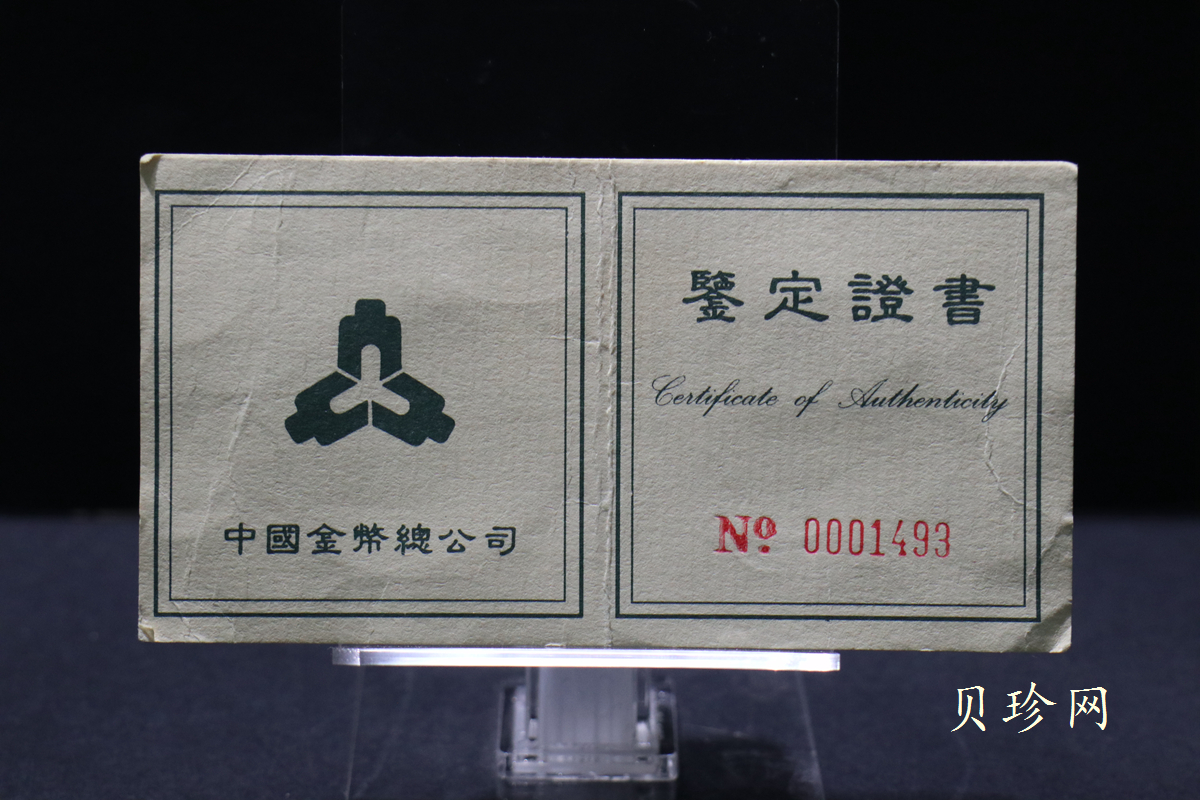 中國金幣總公司
鑒定證書
Certificate of Authenticity
Nº 0001493
贝珍网